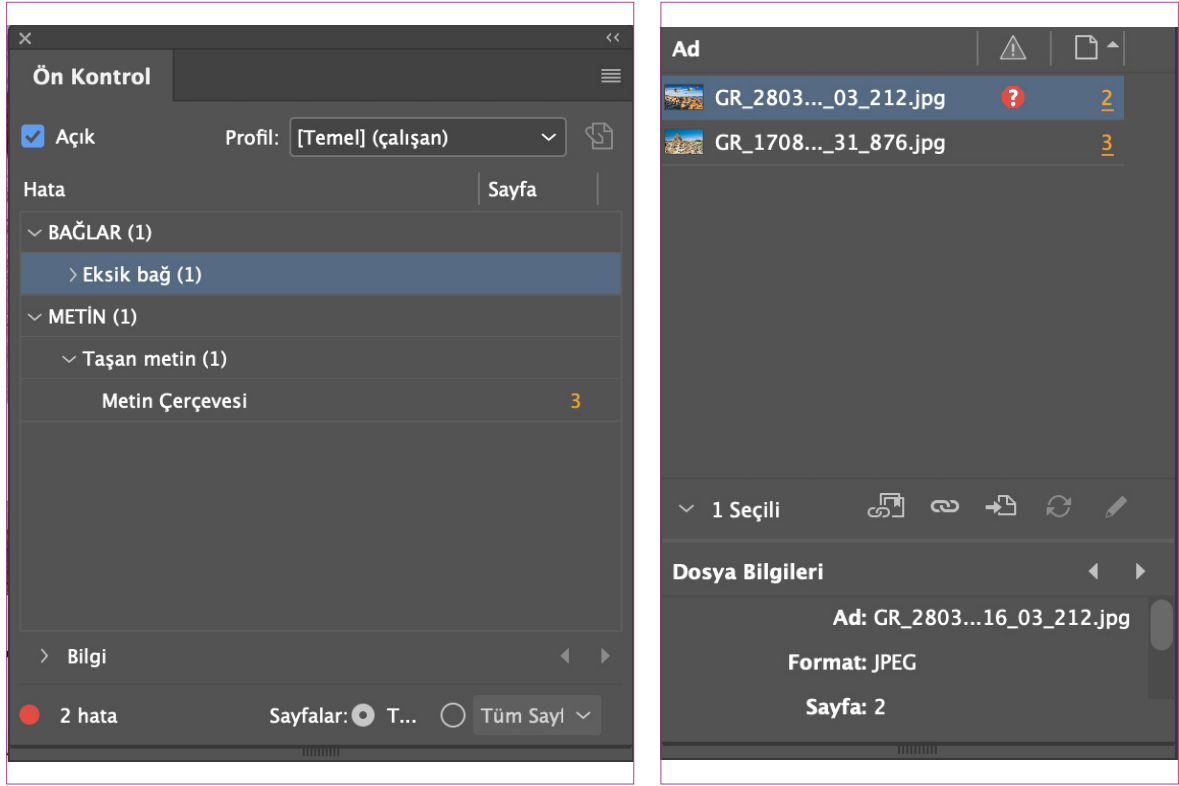 Ön Kontrol
Açık
Profil: [Temel] (çalışan)
Hata Sayfa
BAĞLAR (1)
Eksik bağ (1)
METİN (1)
Taşan metin (1)
Metin Çerçevesi 3
Bilgi
2 hata Sayfalar: T... Tüm Sayf
Ad
GR_2803..._03_212.jpg 2
GR_1708..._31_876.jpg 3
1 Seçili
Dosya Bilgileri
Ad: GR_2803...16_03_212.jpg
Format: JPEG
Sayfa: 2